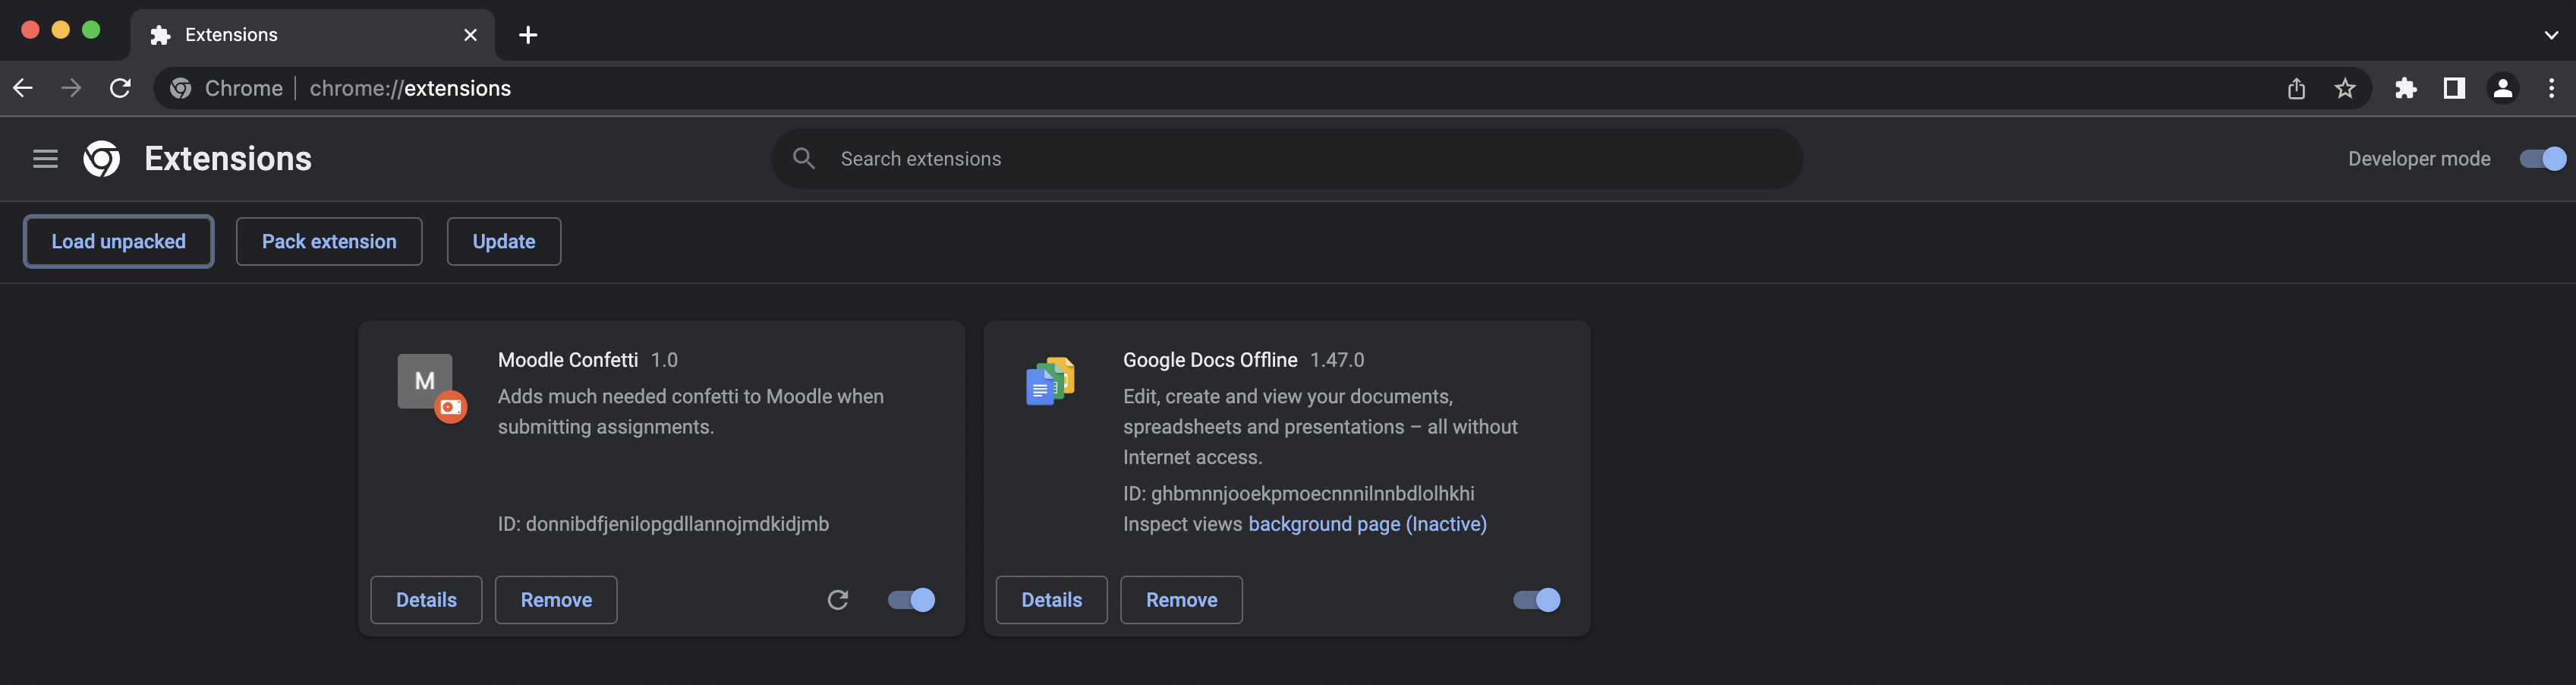 Extensions
Chrome | chrome://extensions
Extensions
Search extensions
Developer mode
Load unpacked
Pack extension
Update
M
Moodle Confetti 1.0
Adds much needed confetti to Moodle when
submitting assignments.
ID: donnibdfjenilopgdllannojmdkidjmb
Details
Remove
Google Docs Offline 1.47.0
Edit, create and view your documents,
spreadsheets and presentations – all without
Internet access.
ID: ghbmnnjooekpmoecnnnilnnbdlolhkhi
Inspect views background page (Inactive)
Details
Remove